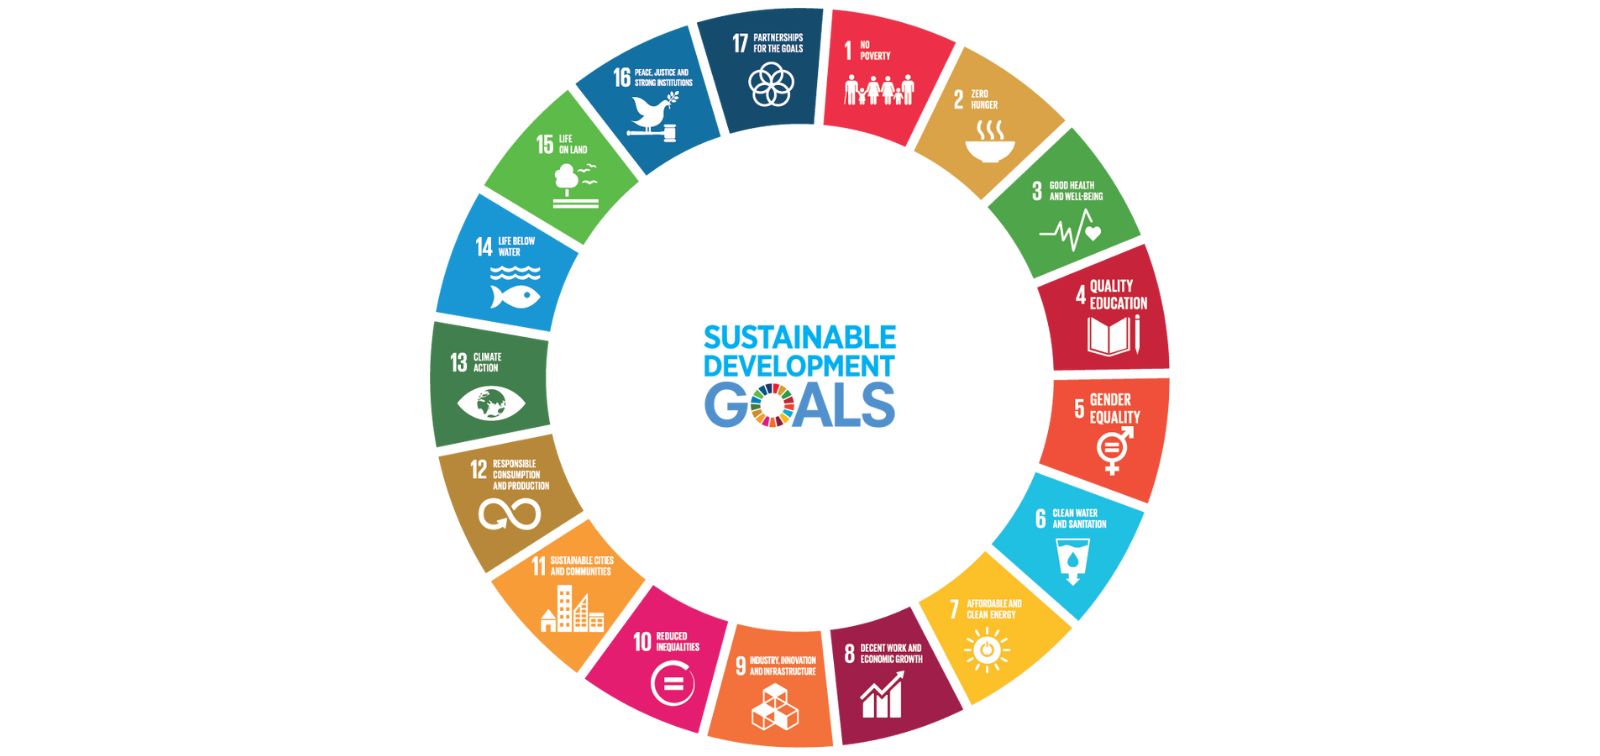 1 NO
POVERTY
2 ZERO
HUNGER
3 GOOD HEALTH
AND WELL-BEING
4 QUALITY
EDUCATION
5 GENDER
EQUALITY
6 CLEAN WATER
AND SANITATION
7 AFFORDABLE AND
CLEAN ENERGY
8 DECENT WORK AND
ECONOMIC GROWTH
9 INDUSTRY, INNOVATION
AND INFRASTRUCTURE
10 REDUCED
INEQUALITIES
11 SUSTAINABLE CITIES
AND COMMUNITIES
12 RESPONSIBLE
CONSUMPTION
AND PRODUCTION
13 CLIMATE
ACTION
14 LIFE BELOW
WATER
15 LIFE
ON LAND
16 PEACE, JUSTICE AND
STRONG INSTITUTIONS
17 PARTNERSHIPS
FOR THE GOALS
SUSTAINABLE
DEVELOPMENT
GOALS